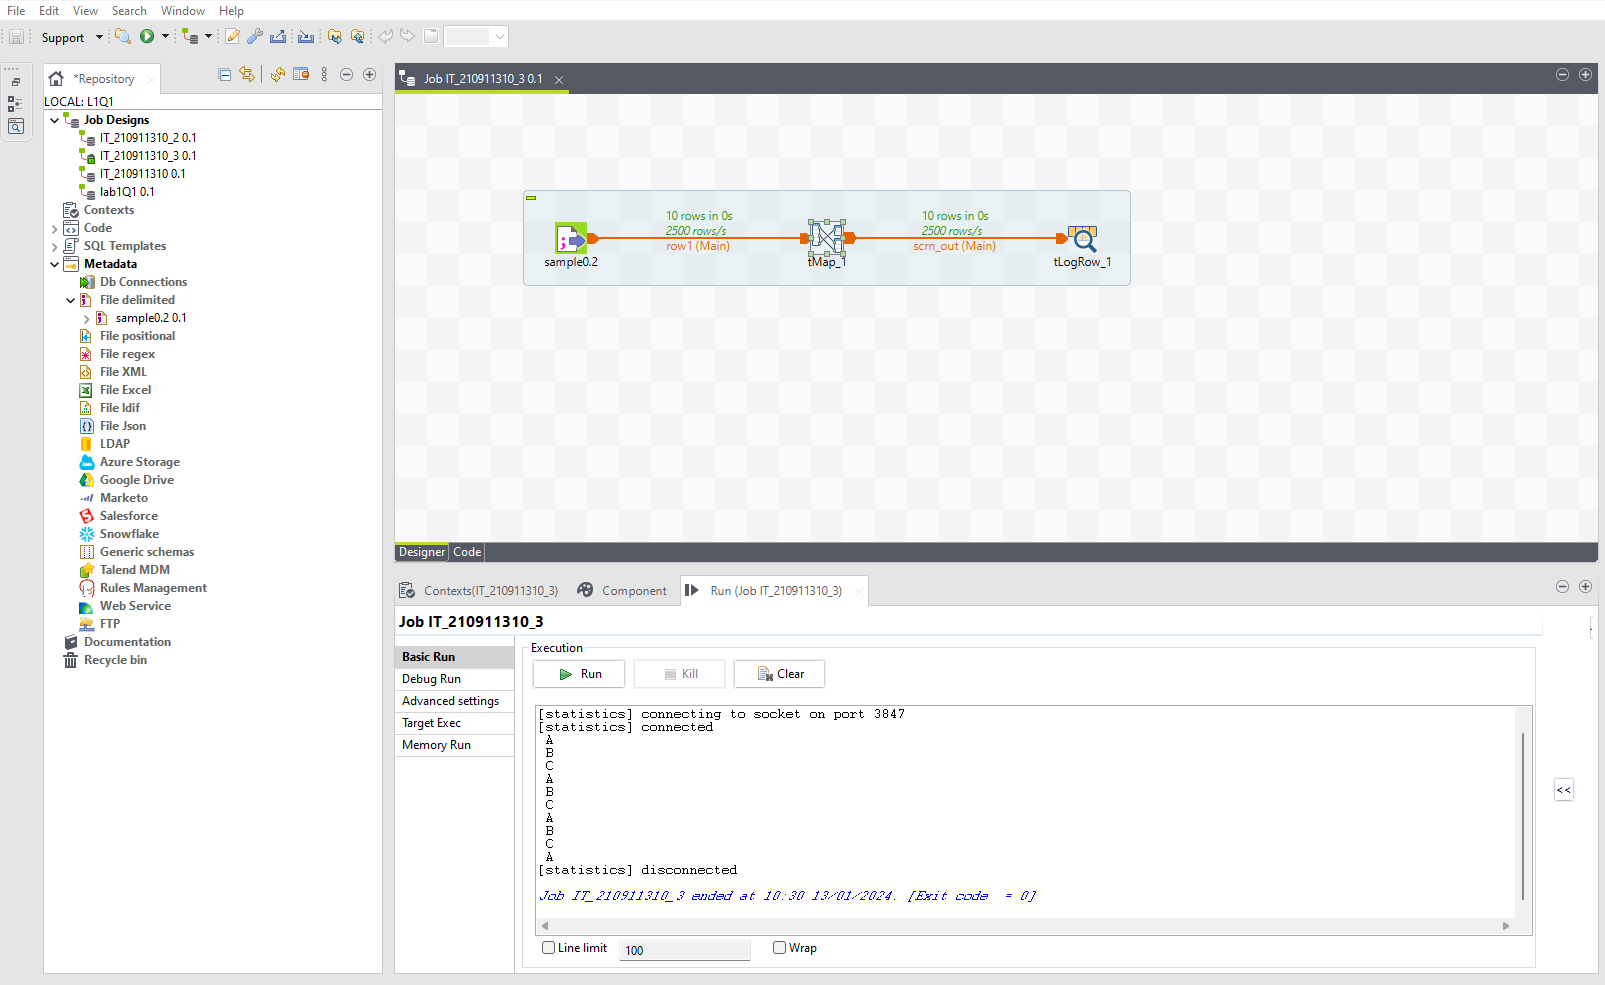 File Edit View Search Window Help
Support
*Repository
LOCAL: L1Q1
Job Designs
IT_210911310_2 0.1
IT_210911310_3 0.1
IT_210911310 0.1
lab1Q1 0.1
Contexts
Code
SQL Templates
Metadata
Db Connections
File delimited
sample0.2 0.1
File positional
File regex
File XML
File Excel
File ldif
File Json
LDAP
Azure Storage
Google Drive
Marketo
Salesforce
Snowflake
Generic schemas
Talend MDM
Rules Management
Web Service
FTP
Documentation
Recycle bin
Job IT_210911310_3 0.1
10 rows in 0s
2500 rows/s
row1 (Main)
10 rows in 0s
2500 rows/s
scrn_out (Main)
sample0.2
tMap_1
tLogRow_1
Designer Code
Contexts(IT_210911310_3) Component Run (Job IT_210911310_3)
Job IT_210911310_3
Basic Run
Debug Run
Advanced settings
Target Exec
Memory Run
Execution
Run Kill Clear
[statistics] connecting to socket on port 3847
[statistics] connected
A
B
C
A
B
C
A
B
C
A
[statistics] disconnected
Job IT_210911310_3 ended at 10:30 13/01/2024. [Exit code  = 0]
Line limit 100 Wrap
<<